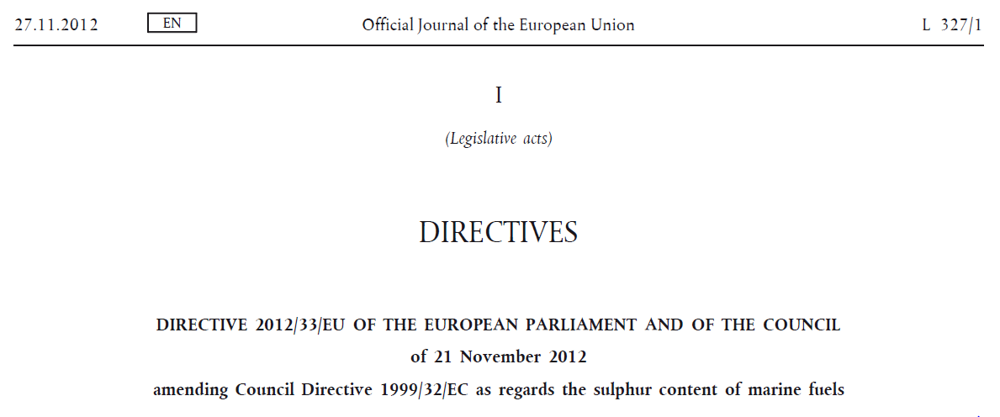 27.11.2012 EN Official Journal of the European Union L 327/1
I
(Legislative acts)
DIRECTIVES
DIRECTIVE 2012/33/EU OF THE EUROPEAN PARLIAMENT AND OF THE COUNCIL
of 21 November 2012
amending Council Directive 1999/32/EC as regards the sulphur content of marine fuels